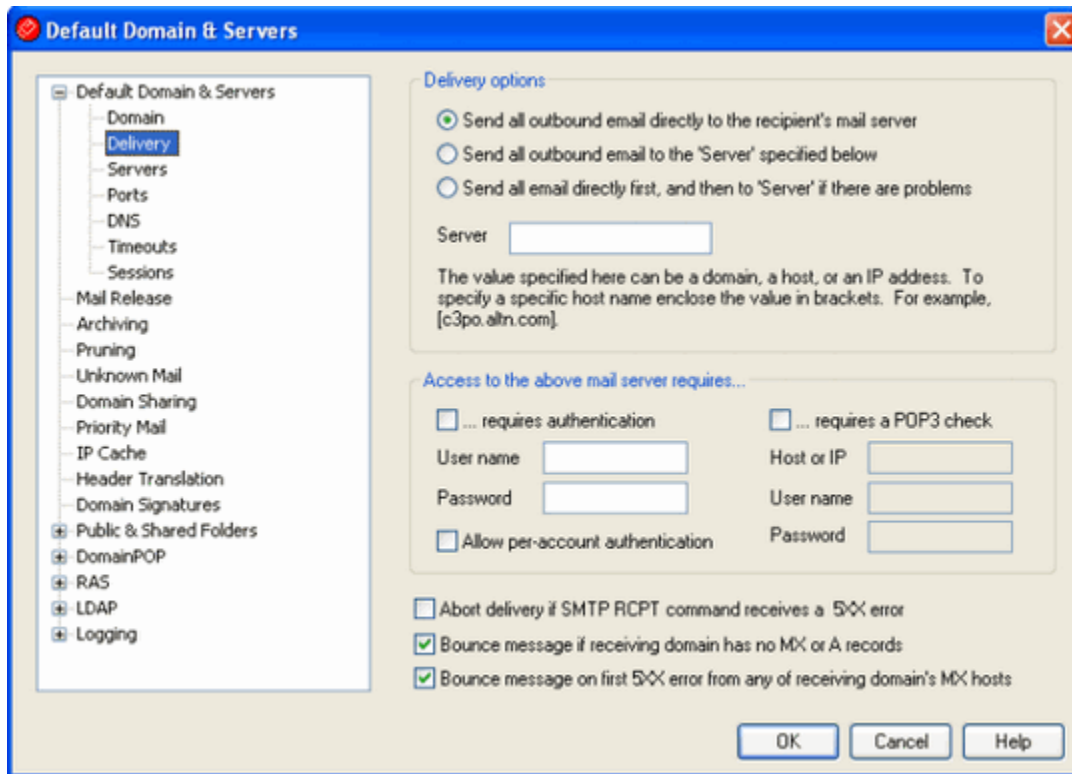 Default Domain & Servers
Default Domain & Servers
Domain
Delivery
Servers
Ports
DNS
Timeouts
Sessions
Mail Release
Archiving
Pruning
Unknown Mail
Domain Sharing
Priority Mail
IP Cache
Header Translation
Domain Signatures
Public & Shared Folders
DomainPOP
RAS
LDAP
Logging
Delivery options
Send all outbound email directly to the recipient's mail server
Send all outbound email to the 'Server' specified below
Send all email directly first, and then to 'Server' if there are problems
Server
The value specified here can be a domain, a host, or an IP address. To
specify a specific host name enclose the value in brackets. For example,
[c3po.altn.com].
Access to the above mail server requires...
... requires authentication
User name
Password
Allow per-account authentication
... requires a POP3 check
Host or IP
User name
Password
Abort delivery if SMTP RCPT command receives a 5XX error
Bounce message if receiving domain has no MX or A records
Bounce message on first 5XX error from any of receiving domain's MX hosts
OK
Cancel
Help